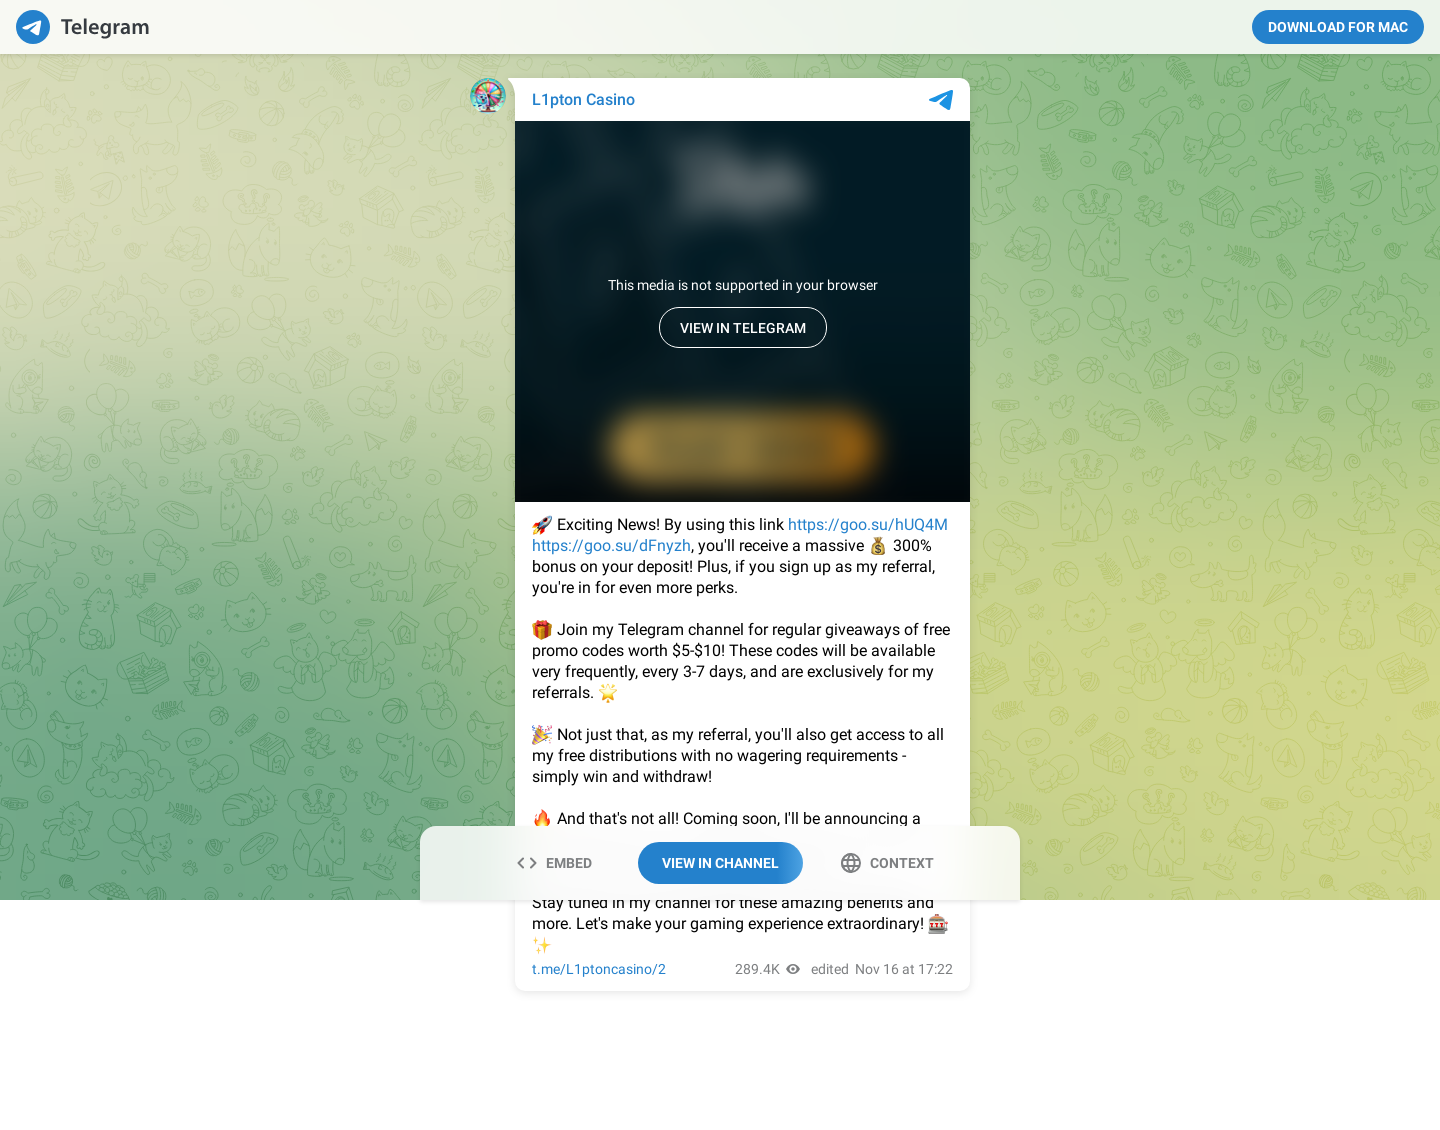 Telegram
DOWNLOAD FOR MAC
L1pton Casino
This media is not supported in your browser
VIEW IN TELEGRAM
🚀 Exciting News! By using this link https://goo.su/hUQ4M
https://goo.su/dFnyzh, you'll receive a massive 💰 300%
bonus on your deposit! Plus, if you sign up as my referral,
you're in for even more perks.
🎁 Join my Telegram channel for regular giveaways of free
promo codes worth $5-$10! These codes will be available
very frequently, every 3-7 days, and are exclusively for my
referrals. 🌟
🎉 Not just that, as my referral, you'll also get access to all
my free distributions with no wagering requirements -
simply win and withdraw!
🔥 And that's not all! Coming soon, I'll be announcing a
EMBED
VIEW IN CHANNEL
CONTEXT
Stay tuned in my channel for these amazing benefits and
more. Let's make your gaming experience extraordinary! 🎰
✨
t.me/L1ptoncasino/2
289.4K
edited Nov 16 at 17:22